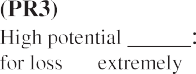 (PR3)
High potential ______:
for loss extremely